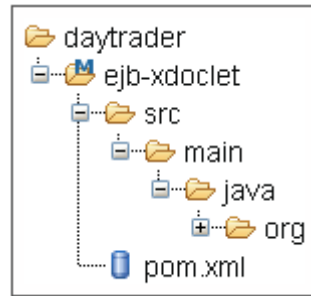 daytrader
M ejb-xdoclet
src
main
java
org
pom.xml